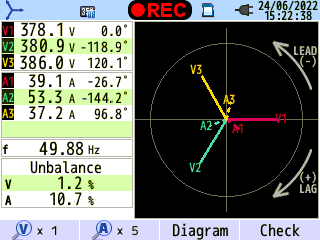 REC
24/06/2022
15:22:38
V1 378.1 V 0.0°
V2 380.9 V -118.9°
V3 386.0 V 120.1°
A1 39.1 A -26.7°
A2 53.3 A -144.2°
A3 37.2 A 96.8°
f 49.88 Hz
Unbalance
V 1.2 %
A 10.7 %
LEAD
(-)
V3
A3
V1
A1
A2
V2
(+)
LAG
V x 1
A x 5
Diagram
Check